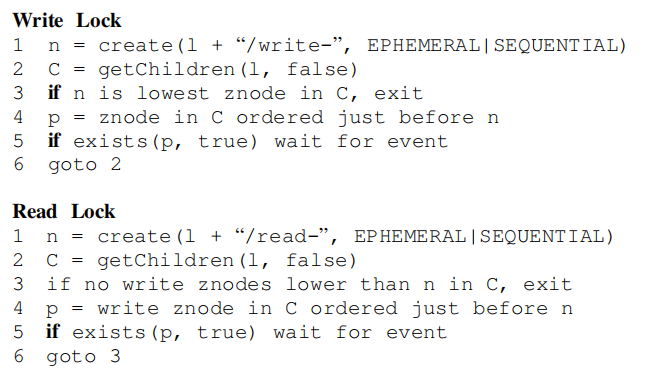 Write Lock
1 n = create(l + “/write-”, EPHEMERAL|SEQUENTIAL)
2 C = getChildren(l, false)
3 if n is lowest znode in C, exit
4 p = znode in C ordered just before n
5 if exists(p, true) wait for event
6 goto 2
Read Lock
1 n = create(l + “/read-”, EPHEMERAL|SEQUENTIAL)
2 C = getChildren(l, false)
3 if no write znodes lower than n in C, exit
4 p = write znode in C ordered just before n
5 if exists(p, true) wait for event
6 goto 3